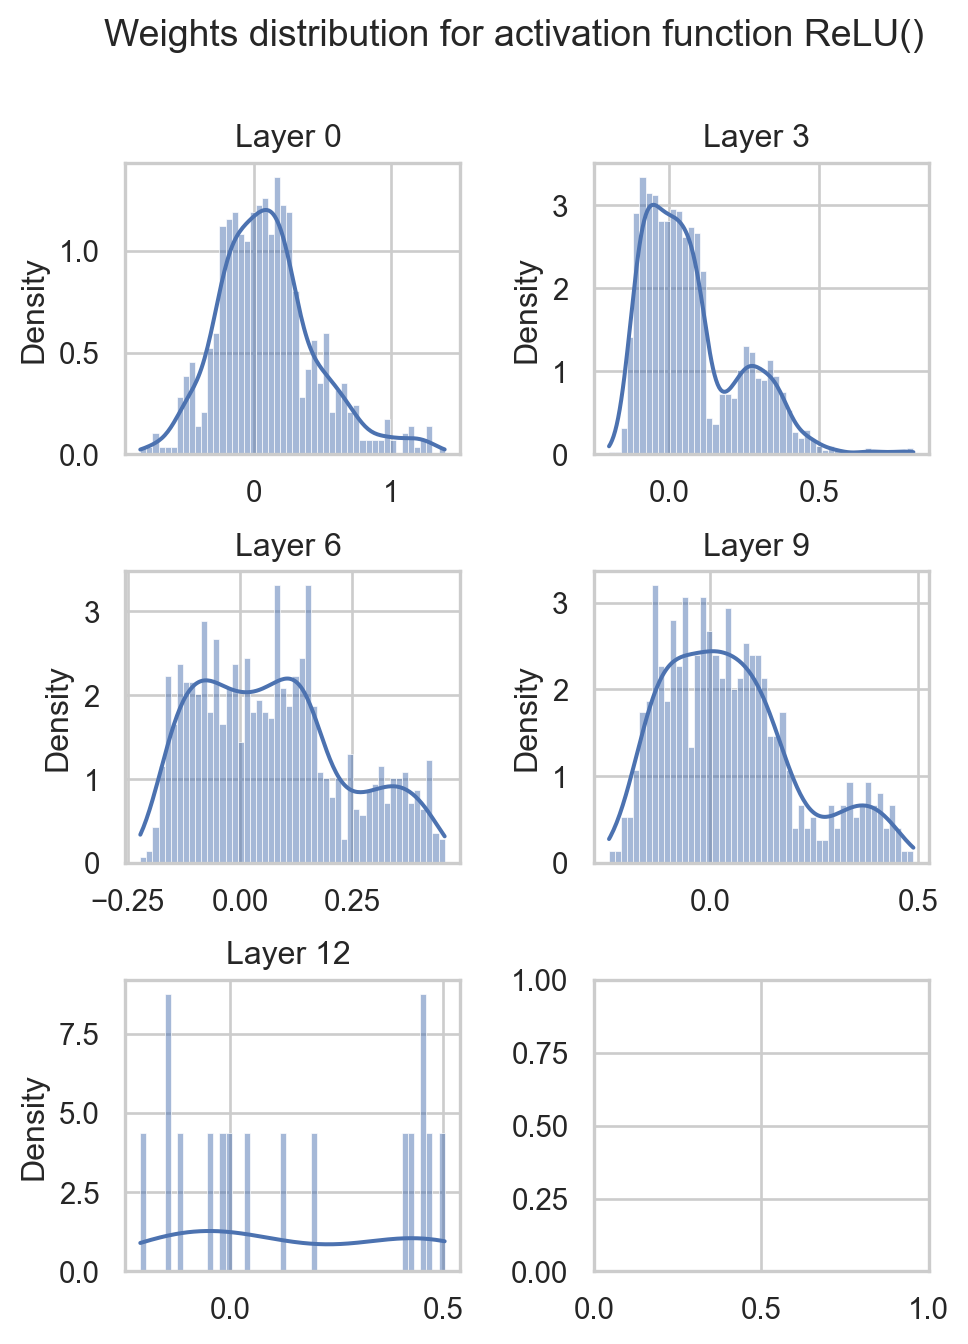 Weights distribution for activation function ReLU()
Layer 0
Density
1.0
0.5
0.0
0 1
Layer 3
Density
3
2
1
0
0.0 0.5
Layer 6
Density
3
2
1
0
−0.25 0.00 0.25
Layer 9
Density
3
2
1
0
0.0 0.5
Layer 12
Density
7.5
5.0
2.5
0.0
0.0 0.5
1.00
0.75
0.50
0.25
0.00
0.0 0.5 1.0